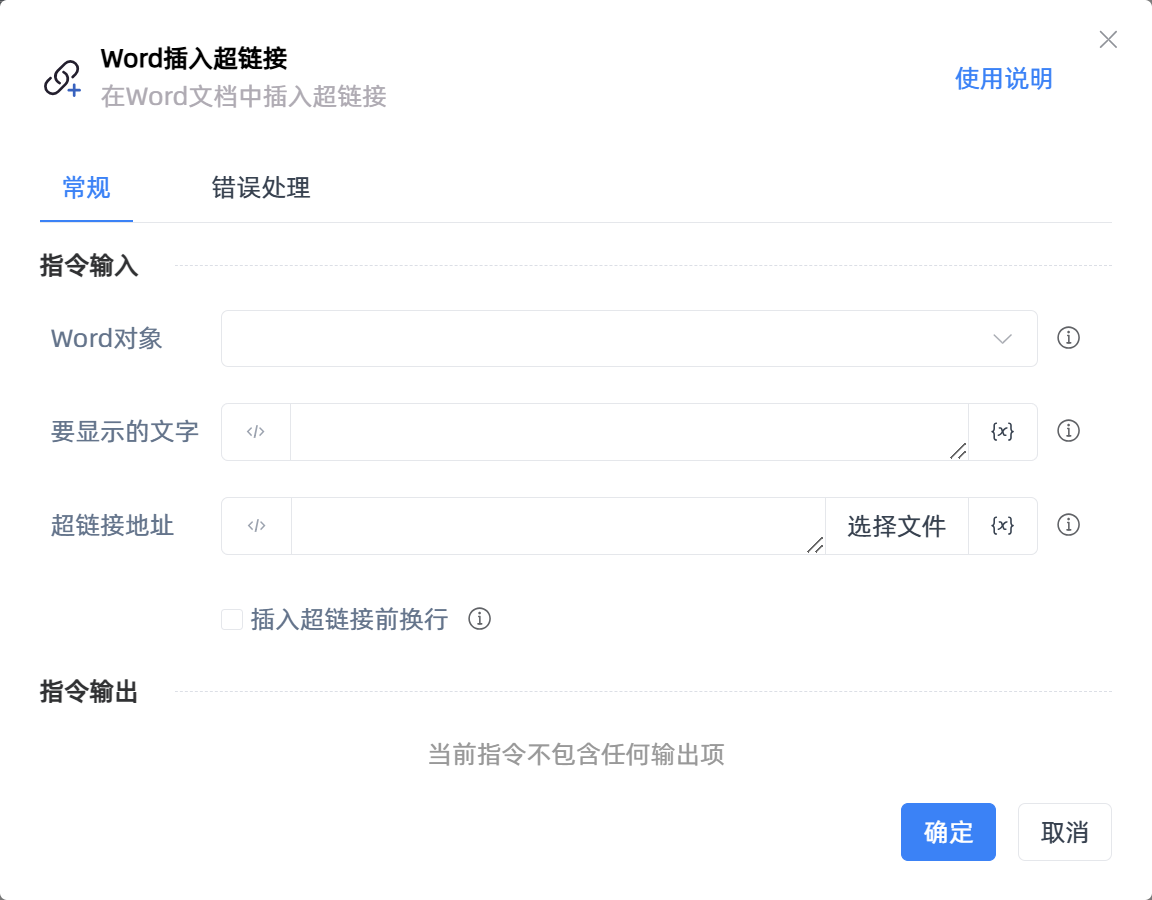 Word插入超链接
在Word文档中插入超链接
使用说明
常规
错误处理
指令输入
Word对象
要显示的文字
</>
{x}
超链接地址
</>
选择文件
{x}
插入超链接前换行
指令输出
当前指令不包含任何输出项
确定
取消